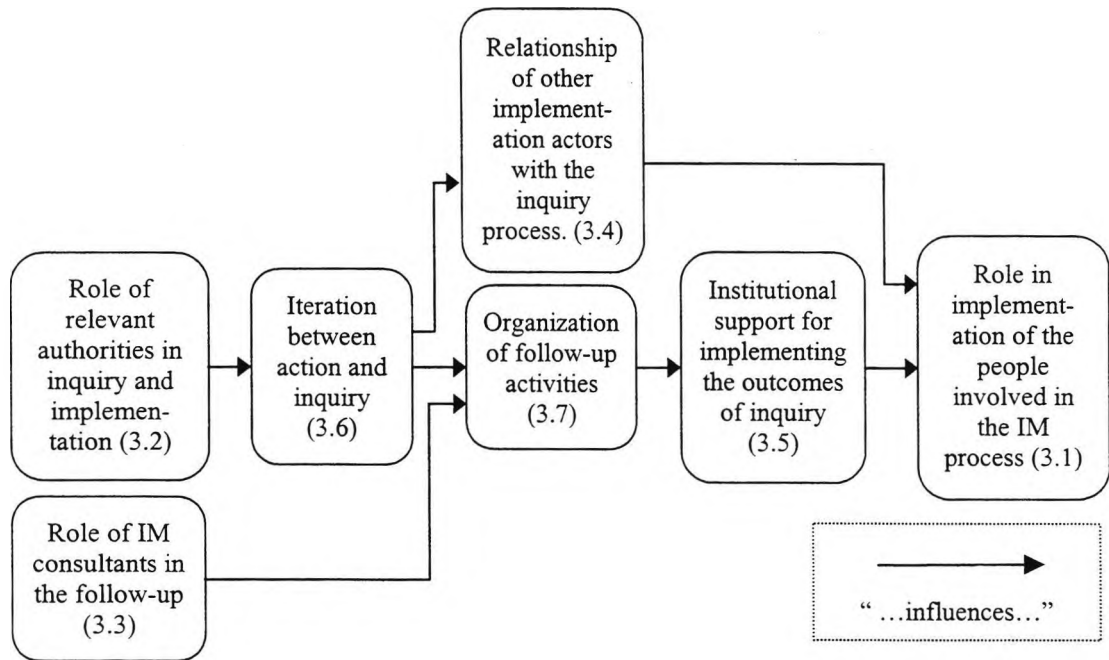 Relationship
of other
implement-
ation actors
with the
inquiry
process. (3.4)
Role of
relevant
authorities in
inquiry and
implemen-
tation (3.2)
Iteration
between
action and
inquiry
(3.6)
Organization
of follow-up
activities
(3.7)
Institutional
support for
implementing
the outcomes
of inquiry
(3.5)
Role in
implement-
ation of the
people
involved in
the IM
process (3.1)
Role of IM
consultants in
the follow-up
(3.3)
“ …influences…”